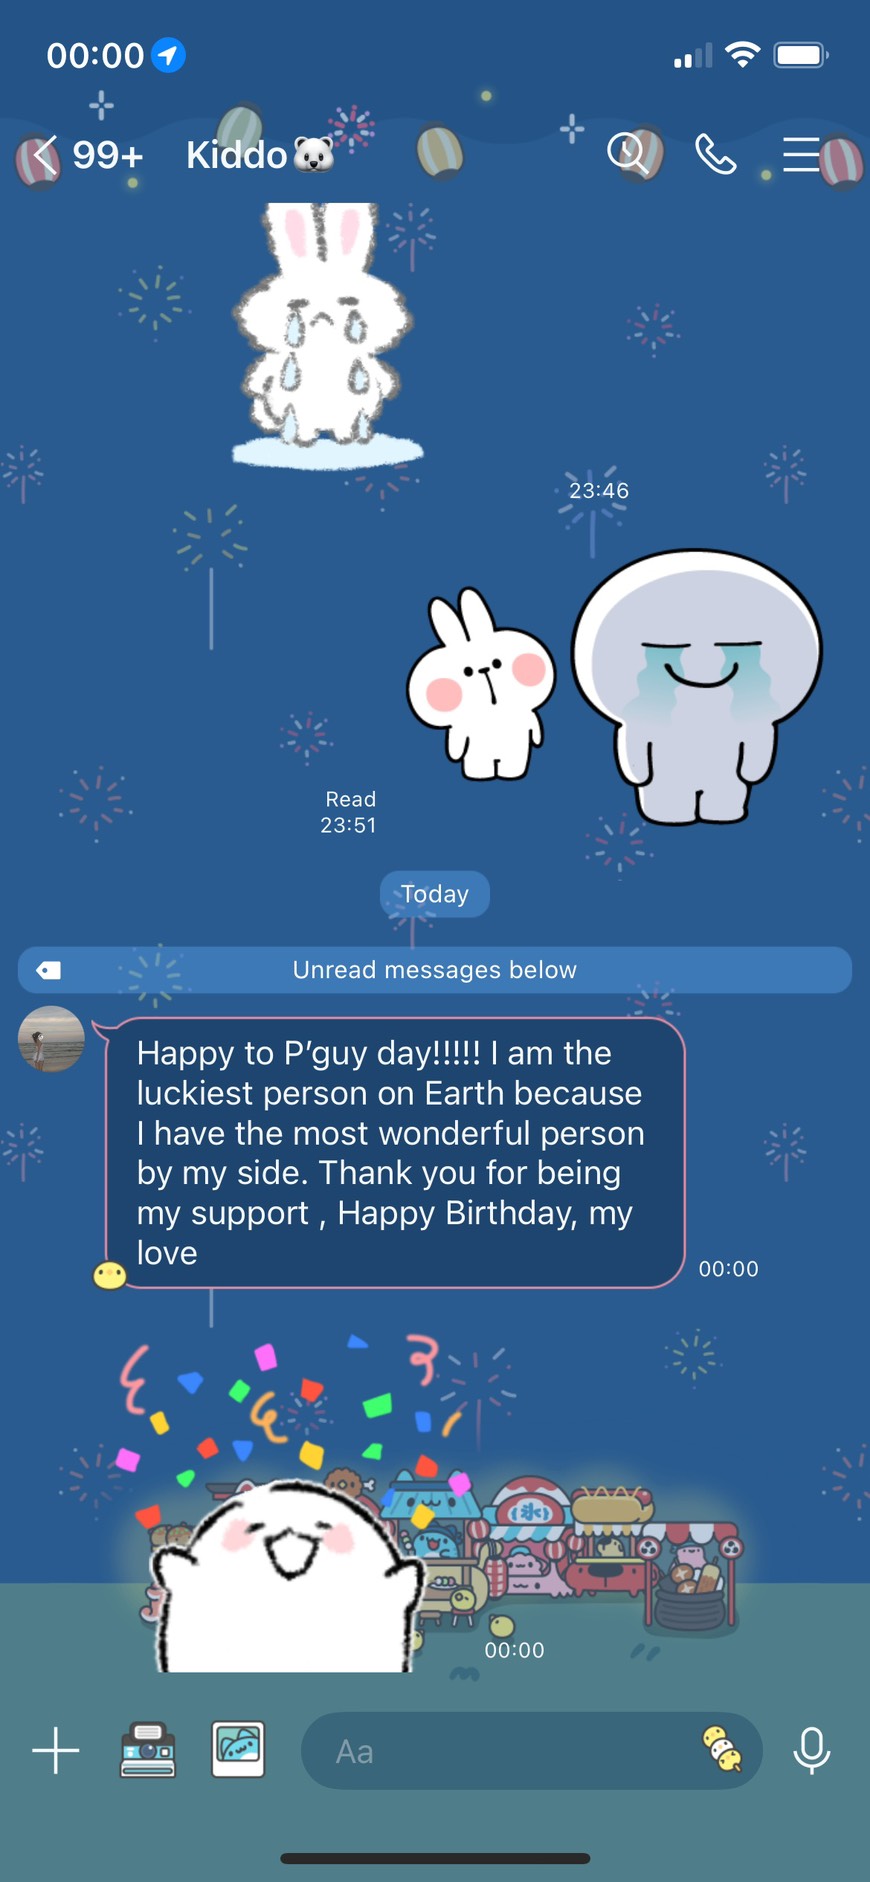 00:00
99+ Kiddo🐻‍❄️
23:46
Read
23:51
Today
Unread messages below
Happy to P’guy day!!!!! I am the
luckiest person on Earth because
I have the most wonderful person
by my side. Thank you for being
my support , Happy Birthday, my
love
00:00
氷
00:00
Aa